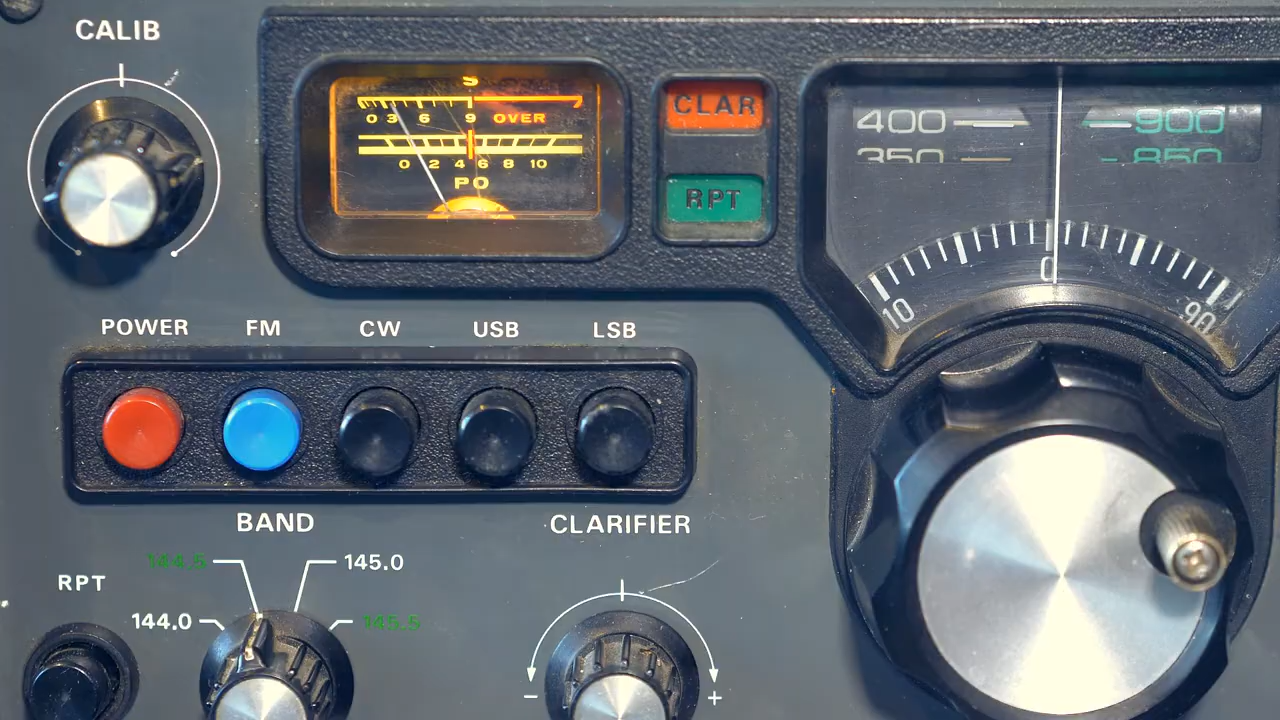 CALIB
S
0 3 6 9 OVER
0 2 4 6 8 10
PO
CLAR
RPT
400 900
350 850
10 0 90
POWER FM CW USB LSB
BAND
CLARIFIER
144.5 145.0
RPT
144.0 145.5
- +